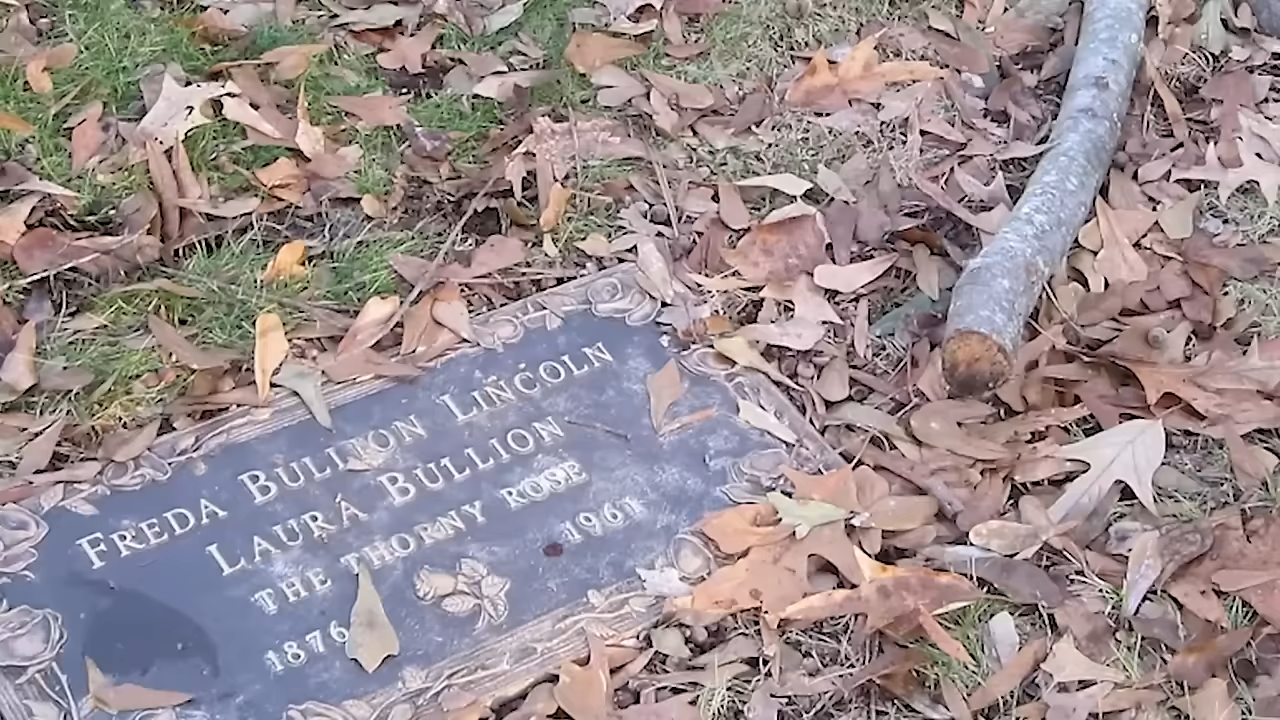 FREDA BULLION LINCOLN
LAURA BULLION
THE THORNY ROSE
1876 1961